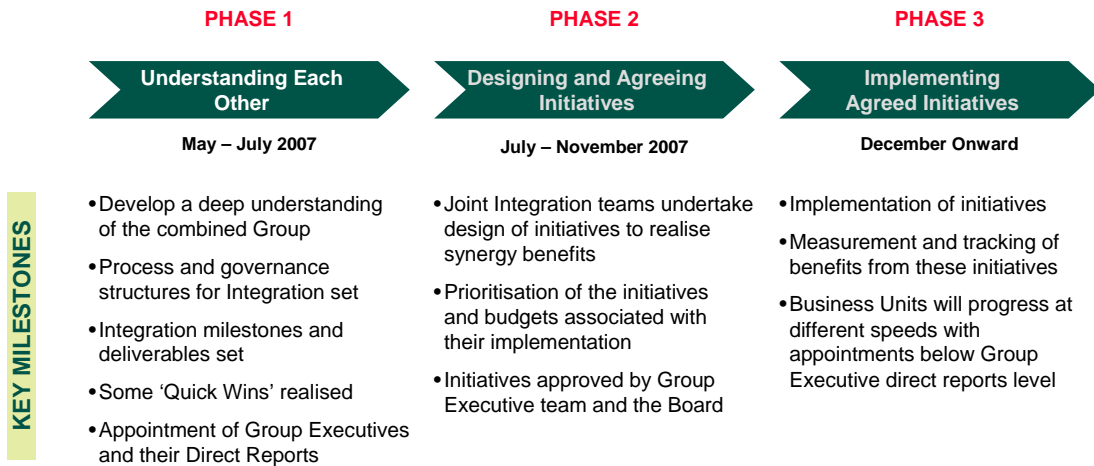 PHASE 1
Understanding Each
Other
May – July 2007
•Develop a deep understanding
of the combined Group
•Process and governance
structures for Integration set
•Integration milestones and
deliverables set
•Some ‘Quick Wins’ realised
•Appointment of Group Executives
and their Direct Reports
PHASE 2
Designing and Agreeing
Initiatives
July – November 2007
•Joint Integration teams undertake
design of initiatives to realise
synergy benefits
•Prioritisation of the initiatives
and budgets associated with
their implementation
•Initiatives approved by Group
Executive team and the Board
PHASE 3
Implementing
Agreed Initiatives
December Onward
•Implementation of initiatives
•Measurement and tracking of
benefits from these initiatives
•Business Units will progress at
different speeds with
appointments below Group
Executive direct reports level
KEY MILESTONES